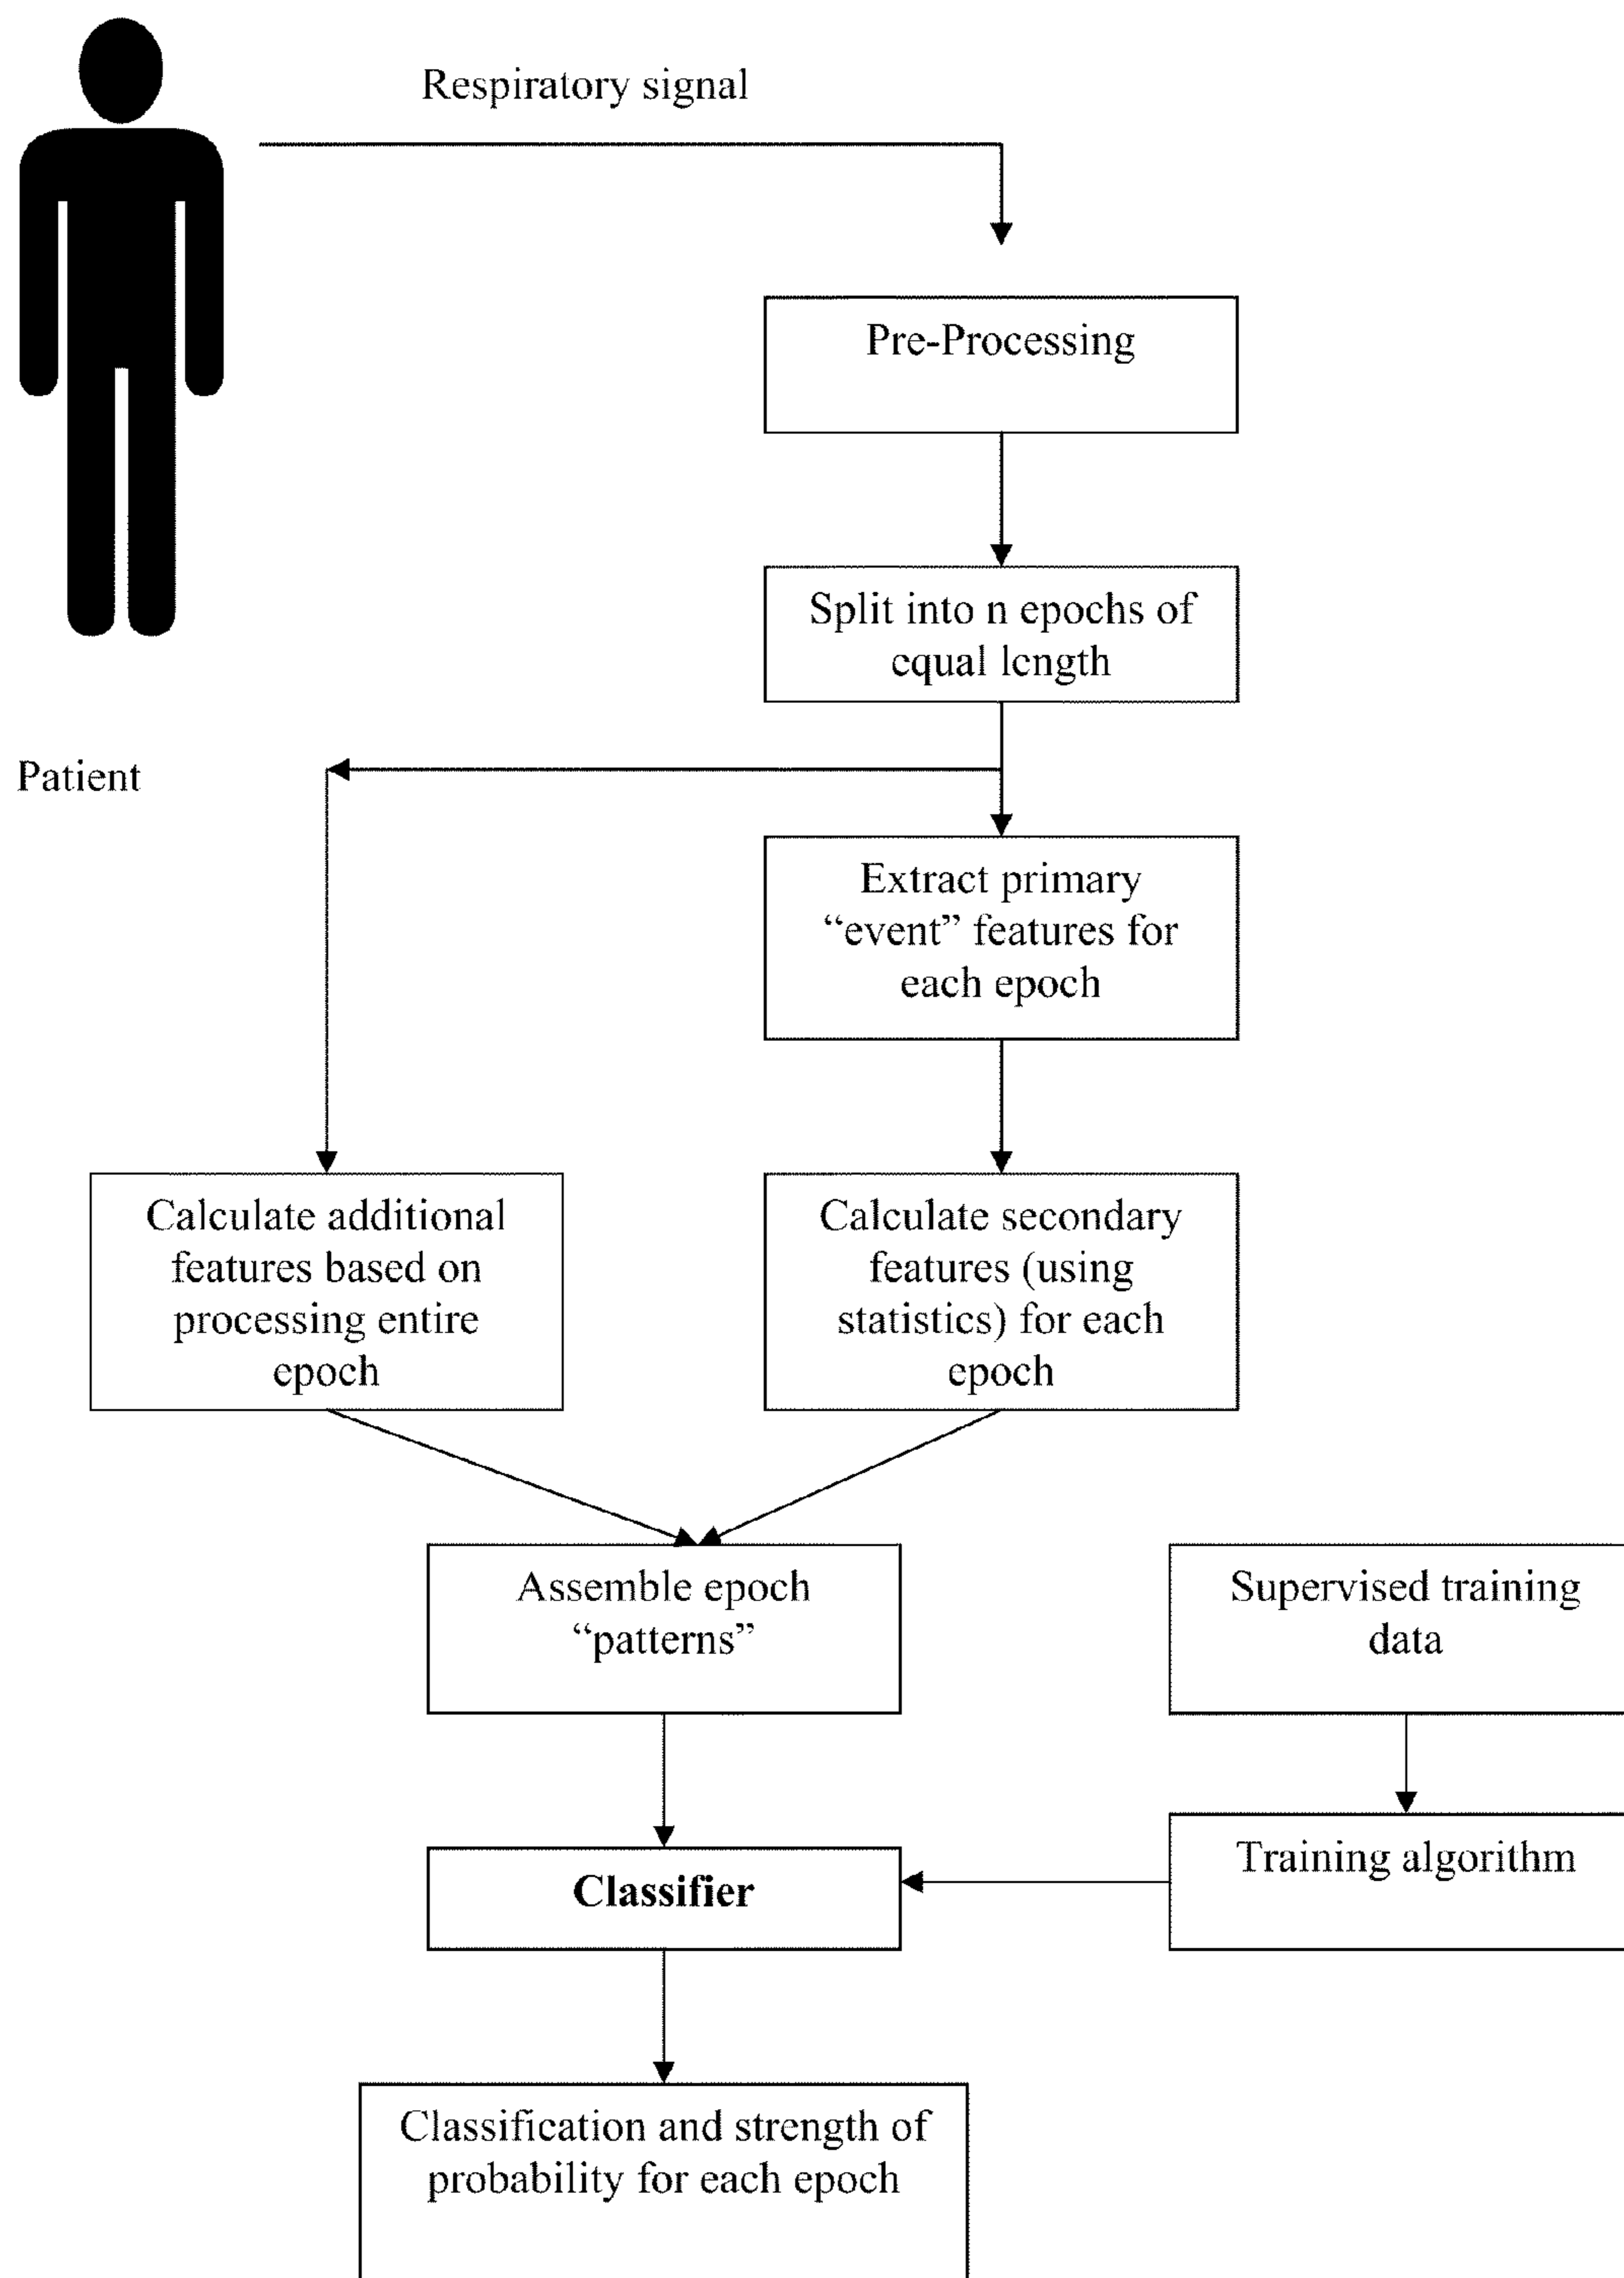 Respiratory signal
Pre-Processing
Split into n epochs of
equal length
Patient
Extract primary
“event” features for
each epoch
Calculate additional
features based on
processing entire
epoch
Calculate secondary
features (using
statistics) for each
epoch
Assemble epoch
“patterns”
Supervised training
data
Training algorithm
Classifier
Classification and strength of
probability for each epoch